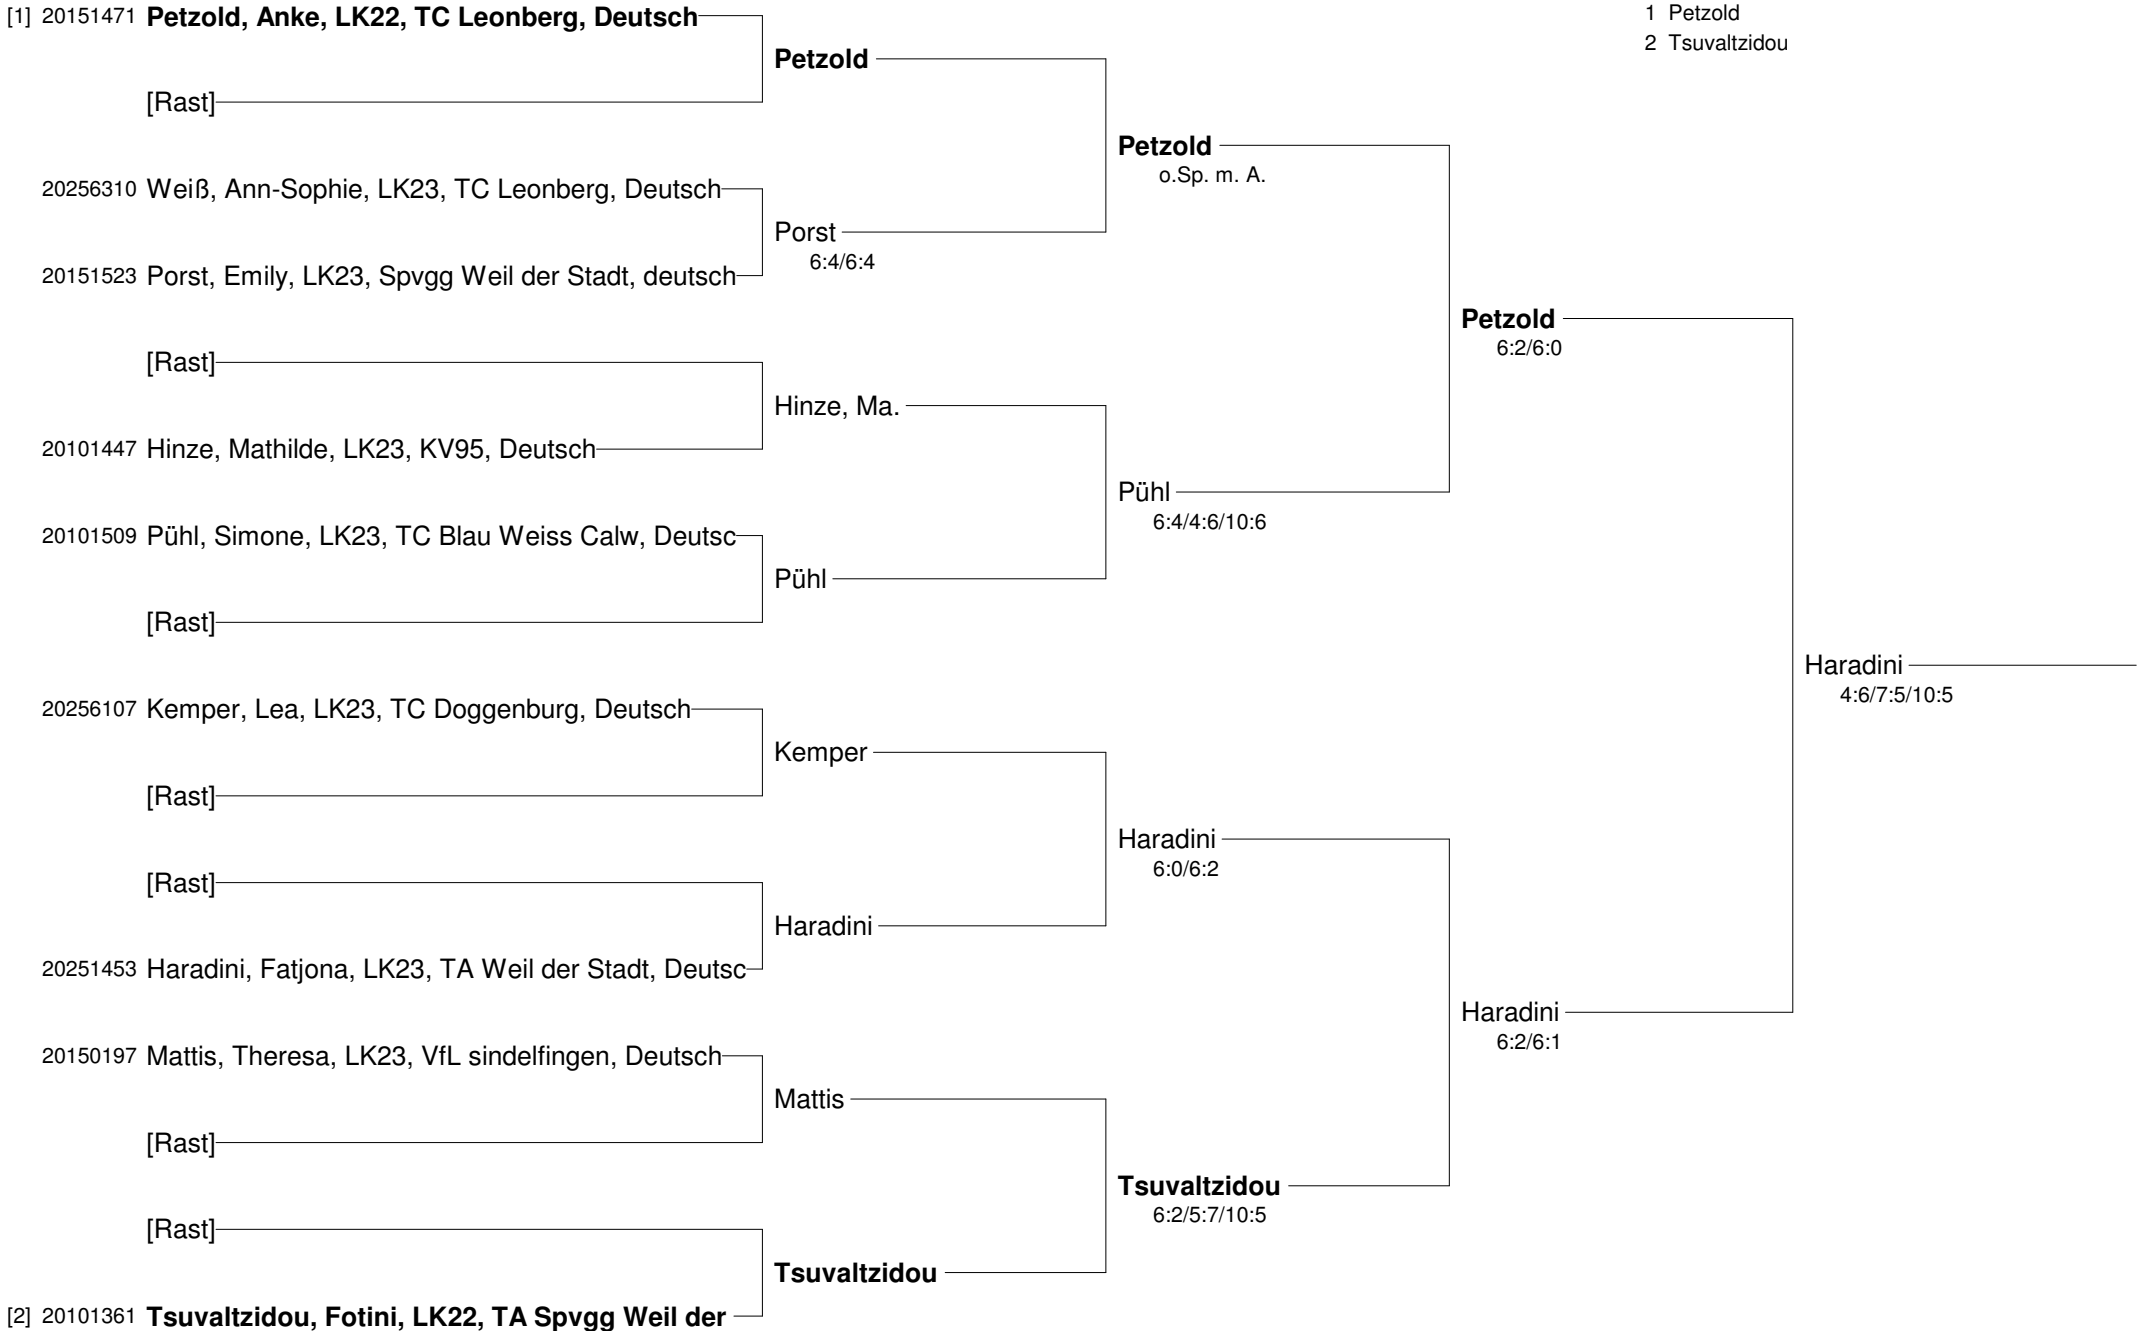 [1] 20151471 Petzold, Anke, LK22, TC Leonberg, Deutsch
[Rast]
20256310 Weiß, Ann-Sophie, LK23, TC Leonberg, Deutsch
20151523 Porst, Emily, LK23, Spvgg Weil der Stadt, deutsch
[Rast]
20101447 Hinze, Mathilde, LK23, KV95, Deutsch
20101509 Pühl, Simone, LK23, TC Blau Weiss Calw, Deutsc
[Rast]
20256107 Kemper, Lea, LK23, TC Doggenburg, Deutsch
[Rast]
[Rast]
20251453 Haradini, Fatjona, LK23, TA Weil der Stadt, Deutsc
20150197 Mattis, Theresa, LK23, VfL sindelfingen, Deutsch
[Rast]
[Rast]
[2] 20101361 Tsuvaltzidou, Fotini, LK22, TA Spvgg Weil der
Petzold
Porst
6:4/6:4
Hinze, Ma.
Pühl
Kemper
Haradini
Mattis
Tsuvaltzidou
Petzold
o.Sp. m. A.
Pühl
6:4/4:6/10:6
Haradini
6:0/6:2
Tsuvaltzidou
6:2/5:7/10:5
Petzold
6:2/6:0
Haradini
6:2/6:1
1 Petzold
2 Tsuvaltzidou
Haradini
4:6/7:5/10:5